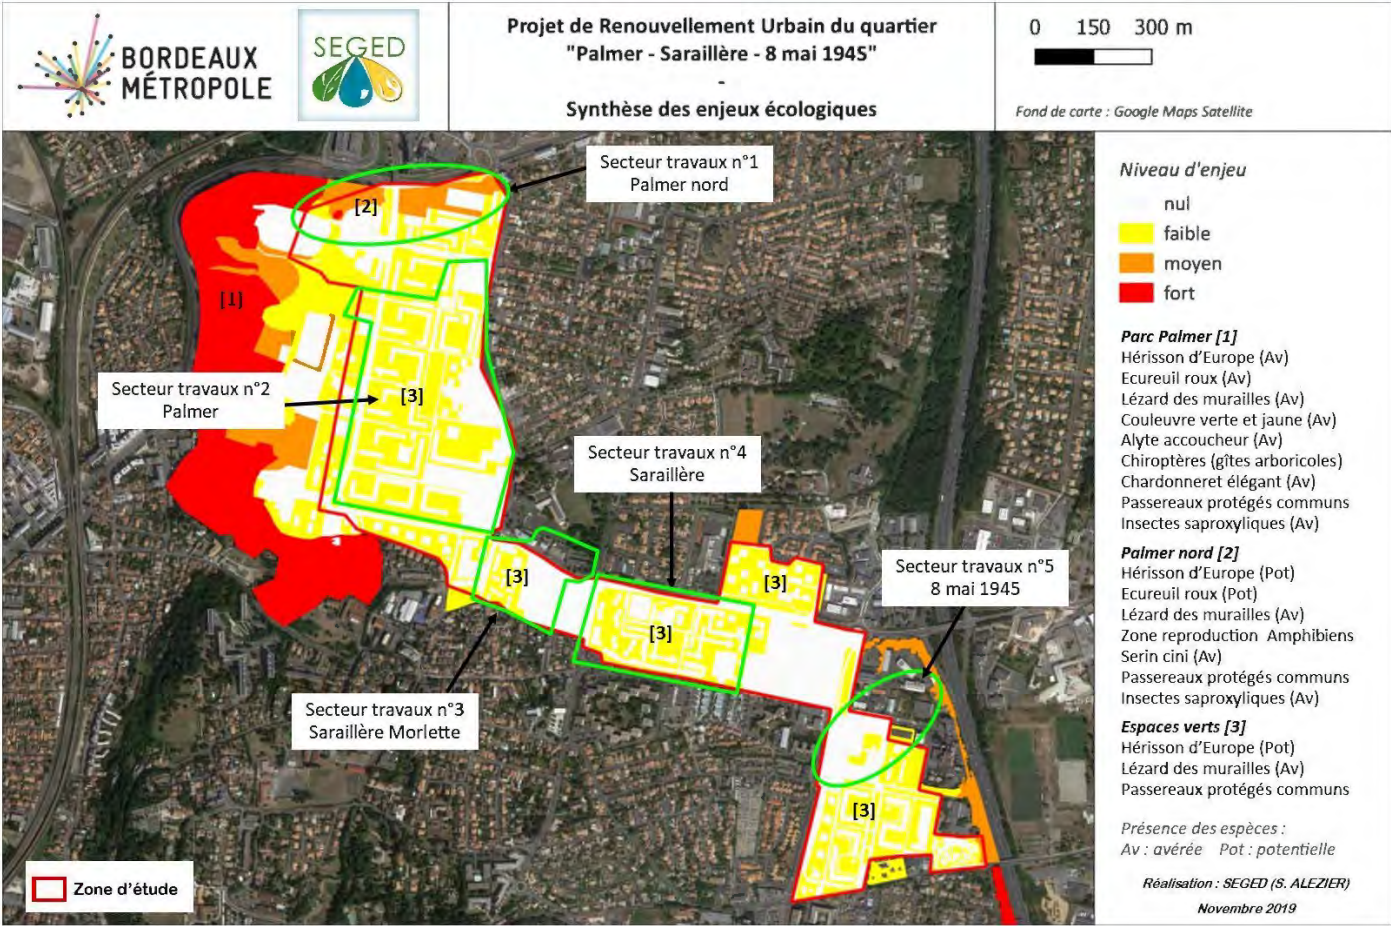 BORDEAUX
MÉTROPOLE
SEGED
Projet de Renouvellement Urbain du quartier
"Palmer - Saraillère - 8 mai 1945"
-
Synthèse des enjeux écologiques
0 150 300 m
Fond de carte : Google Maps Satellite
Secteur travaux n°1
Palmer nord
[2]
[1]
Secteur travaux n°2
Palmer
[3]
Secteur travaux n°4
Saraillère
[3]
[3]
[3]
Secteur travaux n°5
8 mai 1945
Secteur travaux n°3
Saraillère Morlette
[3]
Zone d'étude
Niveau d'enjeu
nul
faible
moyen
fort
Parc Palmer [1]
Hérisson d'Europe (Av)
Ecureuil roux (Av)
Lézard des murailles (Av)
Couleuvre verte et jaune (Av)
Alyte accoucheur (Av)
Chiroptères (gîtes arboricoles)
Chardonneret élégant (Av)
Passereaux protégés communs
Insectes saproxyliques (Av)
Palmer nord [2]
Hérisson d'Europe (Pot)
Ecureuil roux (Pot)
Lézard des murailles (Av)
Zone reproduction Amphibiens
Serin cini (Av)
Passereaux protégés communs
Insectes saproxyliques (Av)
Espaces verts [3]
Hérisson d'Europe (Pot)
Lézard des murailles (Av)
Passereaux protégés communs
Présence des espèces :
Av : avérée Pot : potentielle
Réalisation : SEGED (S. ALEZIER)
Novembre 2019